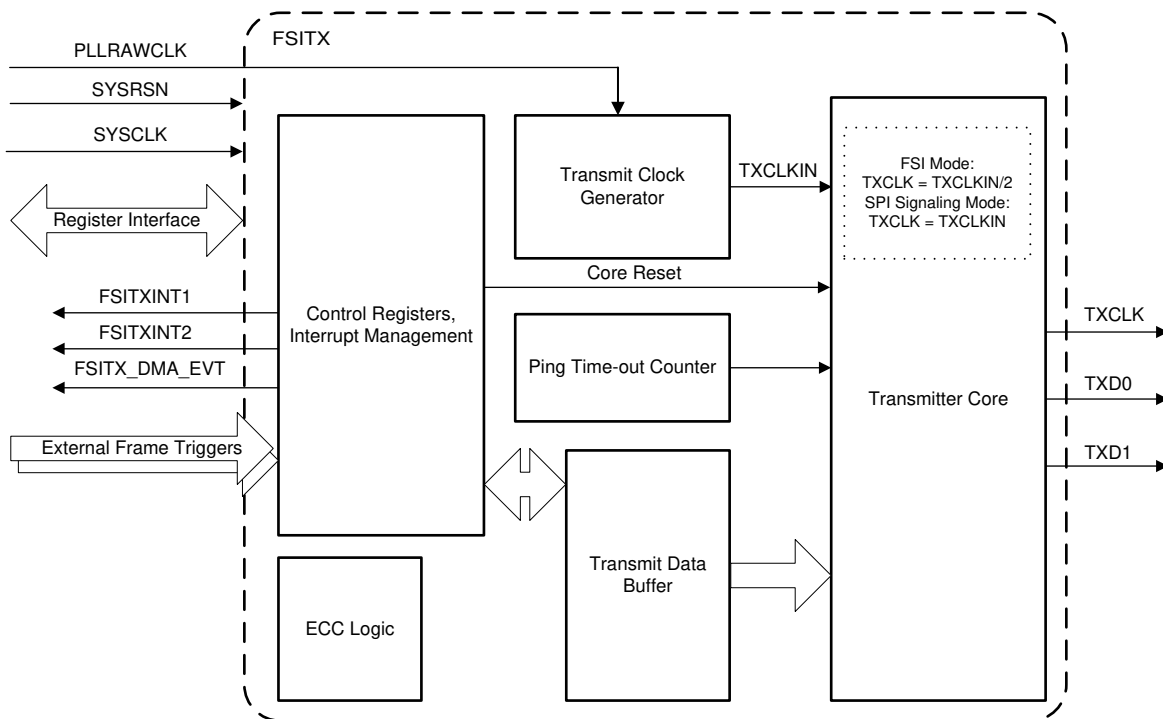 FSITX
PLLRAWCLK
SYSRSN
SYSCLK
Register Interface
FSITXINT1
FSITXINT2
FSITX_DMA_EVT
External Frame Triggers
Control Registers,
Interrupt Management
ECC Logic
Transmit Clock
Generator
TXCLKIN
Core Reset
Ping Time-out Counter
Transmit Data
Buffer
FSI Mode:
TXCLK = TXCLKIN/2
SPI Signaling Mode:
TXCLK = TXCLKIN
Transmitter Core
TXCLK
TXD0
TXD1